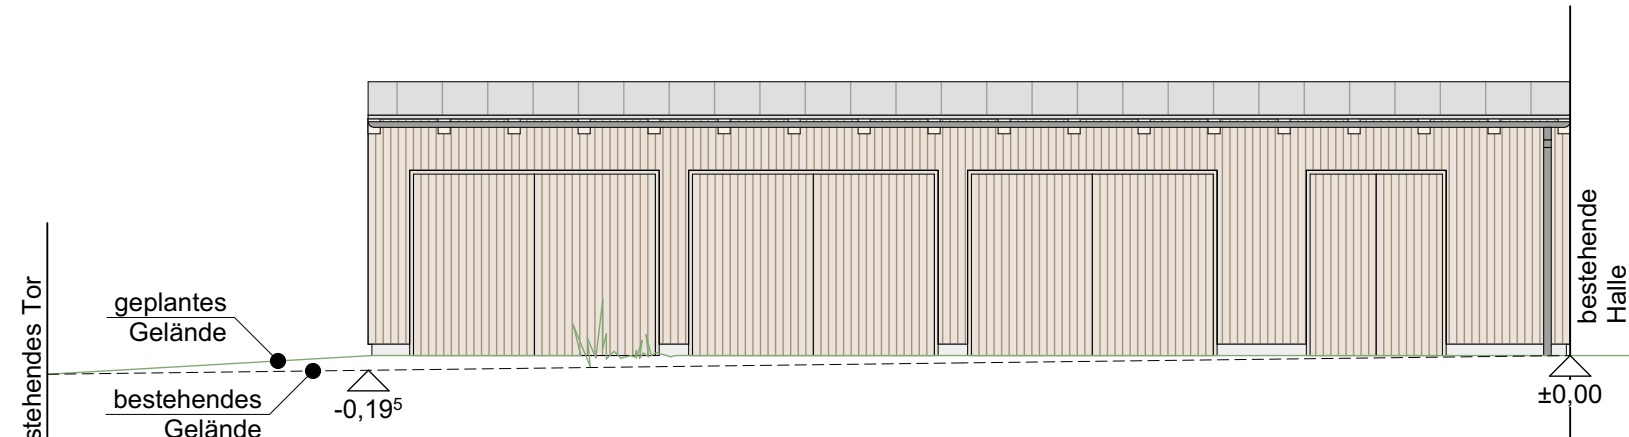 geplantes
Gelände
bestehendes
Gelände
-0,19⁵
±0,00
bestehende
Halle
stehendes Tor